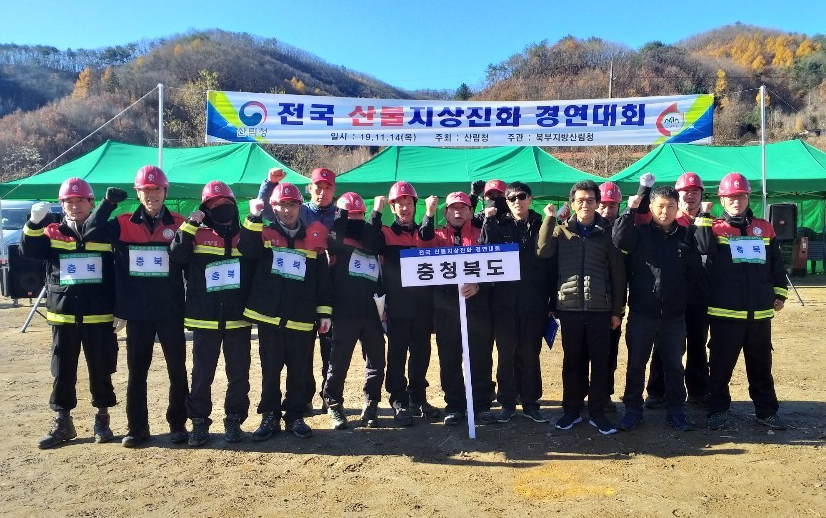 전국 산불지상진화 경연대회
산림청
일시 : 19.11.14(목) 주최 : 산림청 주관 : 북부지방산림청
전국 산불지상진화 경연대회
충청북도
충북
충북
충북
충북
충북
충북